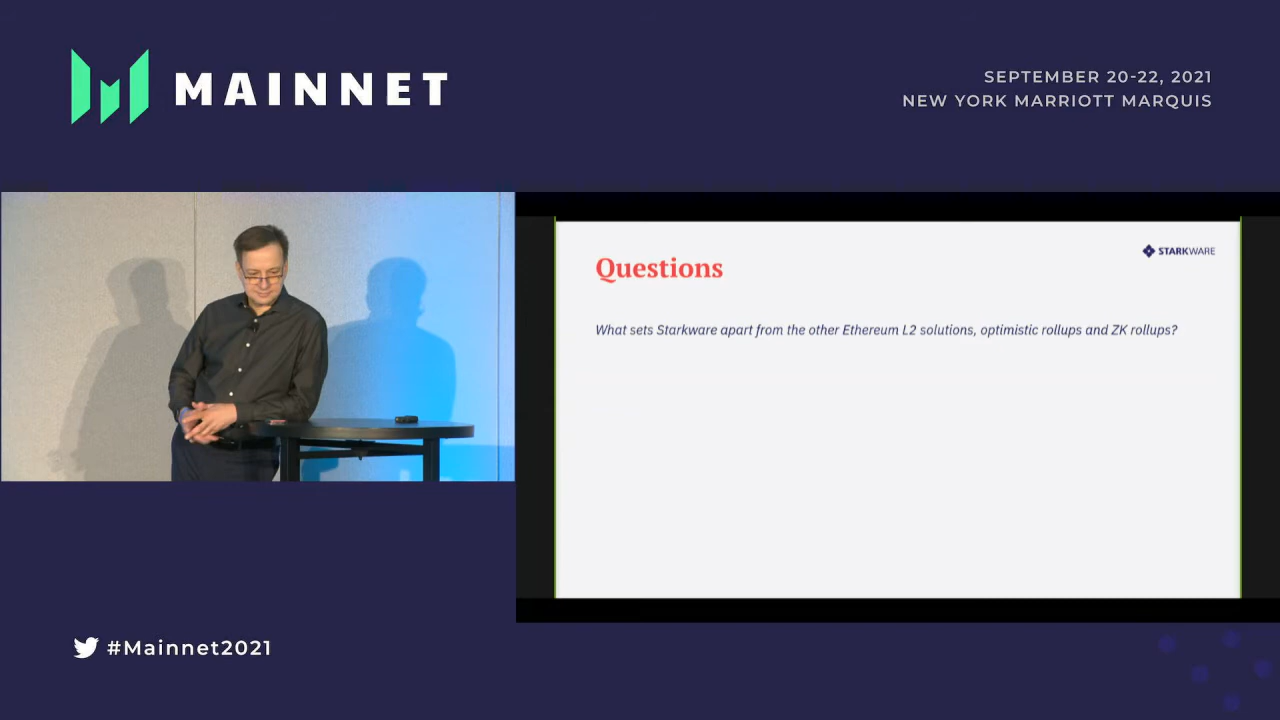 MAINNET
SEPTEMBER 20-22, 2021
NEW YORK MARRIOTT MARQUIS
STARKWARE
Questions
What sets Starkware apart from the other Ethereum L2 solutions, optimistic rollups and ZK rollups?
#Mainnet2021